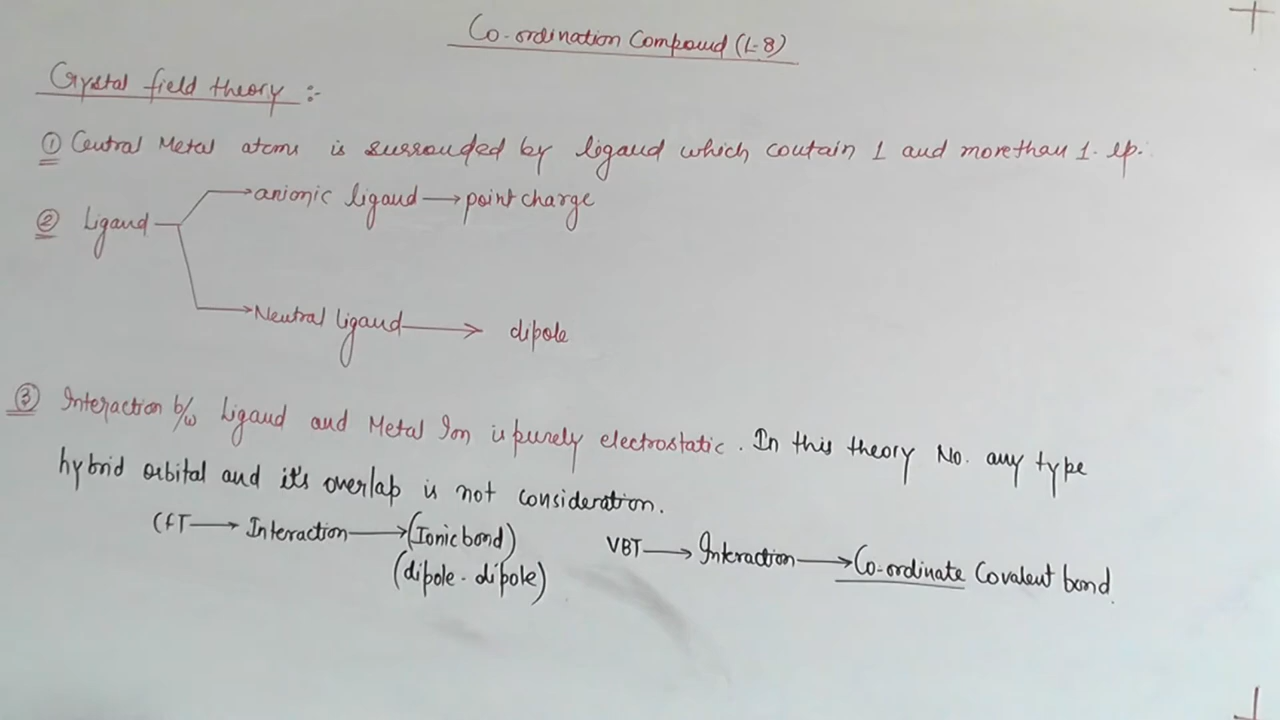 Co-ordination Compound (L-8)
Crystal field theory :-
① Central Metal atoms is surrouded by ligand which contain 1 and morethan 1. lp.
② Ligand → anionic ligand → point charge
→ Neutral ligand → dipole
③ Interaction b/w Ligand and Metal Ion is purely electrostatic. In this theory No. any type
hybrid orbital and it's overlap is not consideration.
CFT → Interaction → (Ionic bond)
(dipole - dipole)
VBT → Interaction → Co-ordinate Covalent bond.